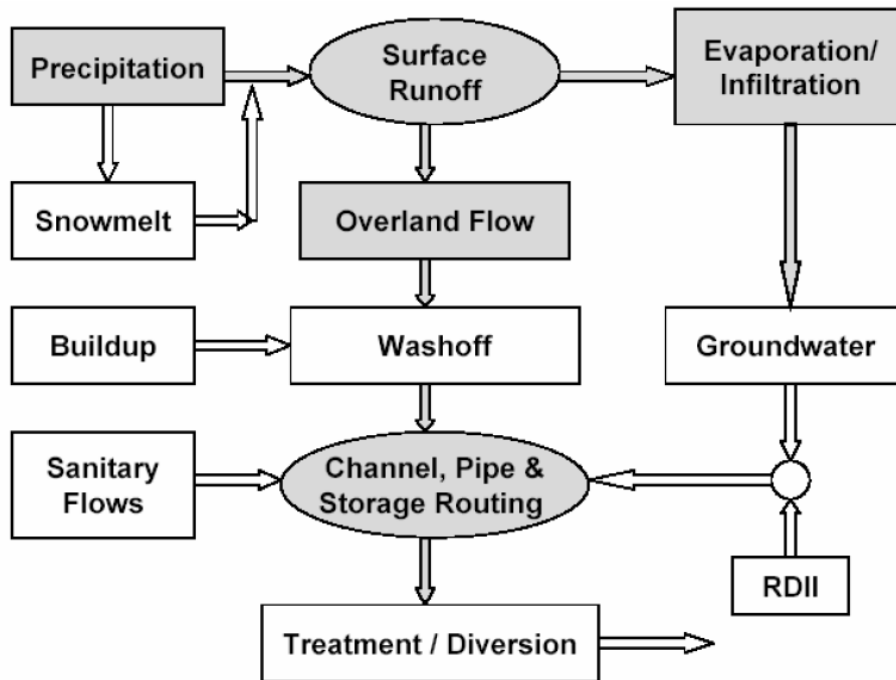 Precipitation
Surface
Runoff
Evaporation/
Infiltration
Snowmelt
Overland Flow
Buildup
Washoff
Groundwater
Sanitary
Flows
Channel, Pipe &
Storage Routing
RDII
Treatment / Diversion